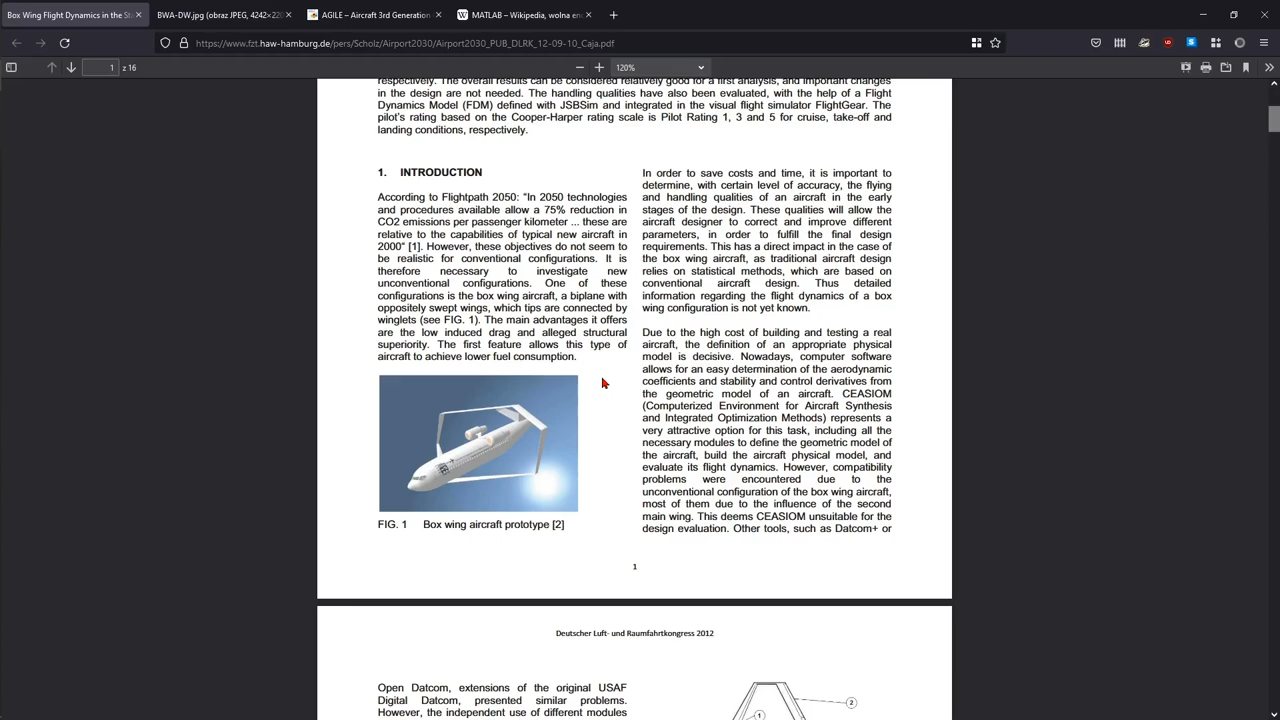 Box Wing Flight Dynamics in the Sta
BWA-DW.jpg (obraz JPEG, 4242×220
AGILE – Aircraft 3rd Generation
MATLAB – Wikipedia, wolna en
https://www.fzt.haw-hamburg.de/pers/Scholz/Airport2030/Airport2030_PUB_DLRK_12-09-10_Caja.pdf
1 z 16
120%
respectively. The overall results can be considered relatively good for a first analysis, and important changes
in the design are not needed. The handling qualities have also been evaluated, with the help of a Flight
Dynamics Model (FDM) defined with JSBSim and integrated in the visual flight simulator FlightGear. The
pilot's rating based on the Cooper-Harper rating scale is Pilot Rating 1, 3 and 5 for cruise, take-off and
landing conditions, respectively.
1. INTRODUCTION
According to Flightpath 2050: “In 2050 technologies
and procedures available allow a 75% reduction in
CO2 emissions per passenger kilometer ... these are
relative to the capabilities of typical new aircraft in
2000” [1]. However, these objectives do not seem to
be realistic for conventional configurations. It is
therefore necessary to investigate new
unconventional configurations. One of these
configurations is the box wing aircraft, a biplane with
oppositely swept wings, which tips are connected by
winglets (see FIG. 1). The main advantages it offers
are the low induced drag and alleged structural
superiority. The first feature allows this type of
aircraft to achieve lower fuel consumption.
FIG. 1 Box wing aircraft prototype [2]
In order to save costs and time, it is important to
determine, with certain level of accuracy, the flying
and handling qualities of an aircraft in the early
stages of the design. These qualities will allow the
aircraft designer to correct and improve different
parameters, in order to fulfill the final design
requirements. This has a direct impact in the case of
the box wing aircraft, as traditional aircraft design
relies on statistical methods, which are based on
conventional aircraft design. Thus detailed
information regarding the flight dynamics of a box
wing configuration is not yet known.
Due to the high cost of building and testing a real
aircraft, the definition of an appropriate physical
model is decisive. Nowadays, computer software
allows for an easy determination of the aerodynamic
coefficients and stability and control derivatives from
the geometric model of an aircraft. CEASIOM
(Computerized Environment for Aircraft Synthesis
and Integrated Optimization Methods) represents a
very attractive option for this task, including all the
necessary modules to define the geometric model of
the aircraft, build the aircraft physical model, and
evaluate its flight dynamics. However, compatibility
problems were encountered due to the
unconventional configuration of the box wing aircraft,
most of them due to the influence of the second
main wing. This deems CEASIOM unsuitable for the
design evaluation. Other tools, such as Datcom+ or
1
Deutscher Luft- und Raumfahrtkongress 2012
Open Datcom, extensions of the original USAF
Digital Datcom, presented similar problems.
However, the independent use of different modules
2
1